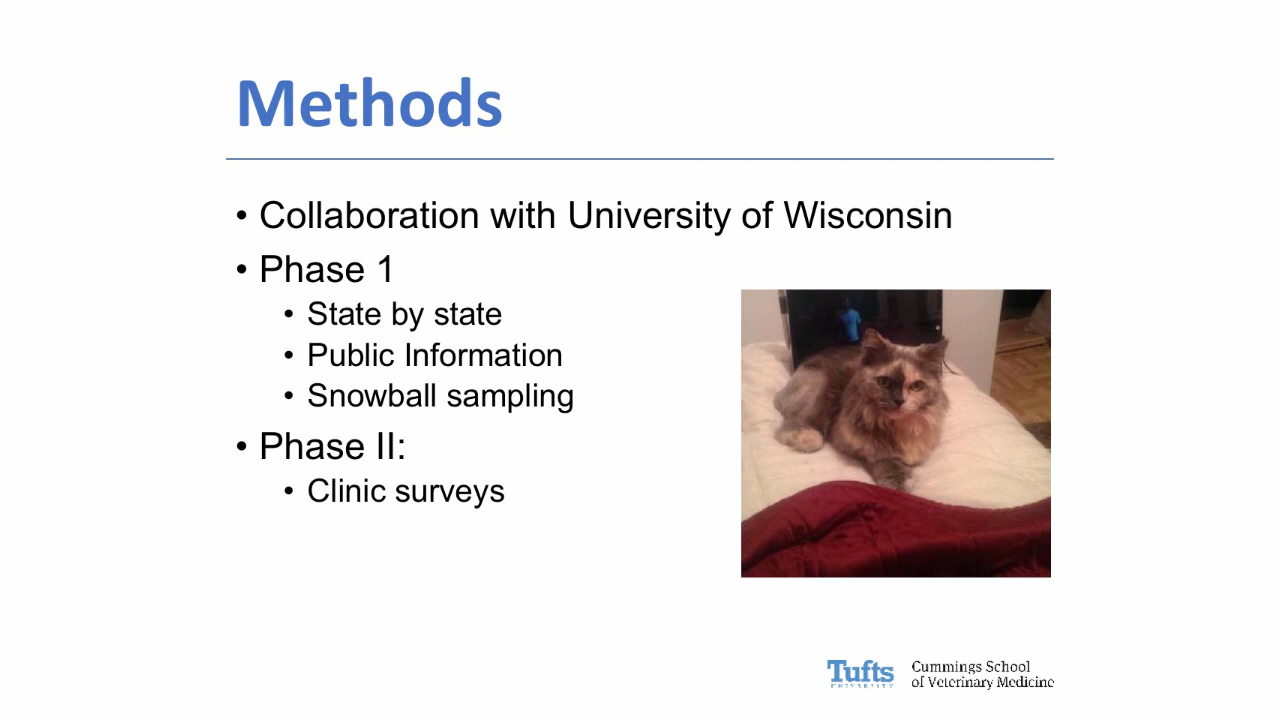 Methods
• Collaboration with University of Wisconsin
• Phase 1
• State by state
• Public Information
• Snowball sampling
• Phase II:
• Clinic surveys
Tufts
UNIVERSITY
Cummings School
of Veterinary Medicine